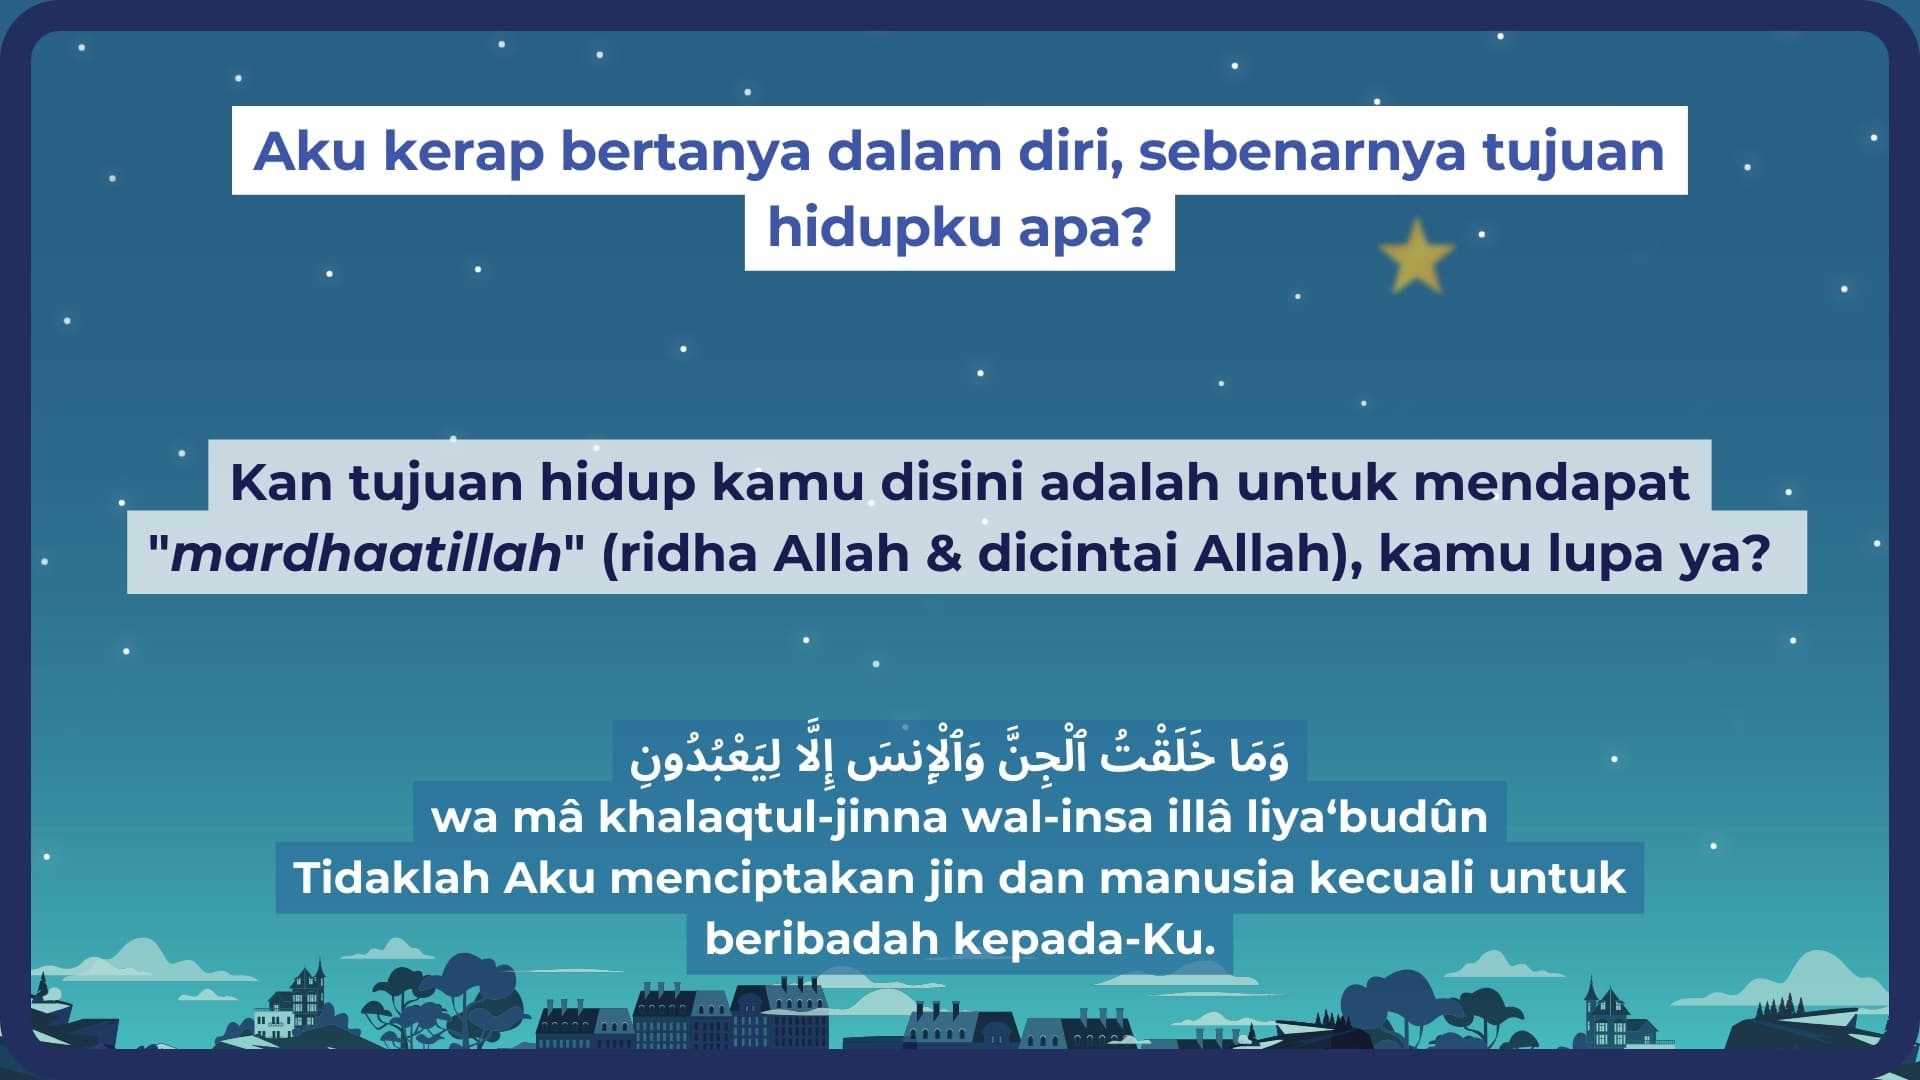 Aku kerap bertanya dalam diri, sebenarnya tujuan
hidupku apa?
Kan tujuan hidup kamu disini adalah untuk mendapat
"mardhaatillah" (ridha Allah & dicintai Allah), kamu lupa ya?
وَمَا خَلَقْتُ ٱلْجِنَّ وَٱلْإِنسَ إِلَّا لِيَعْبُدُونِ
wa mâ khalaqtul-jinna wal-insa illâ liya‘budûn
Tidaklah Aku menciptakan jin dan manusia kecuali untuk
beribadah kepada-Ku.